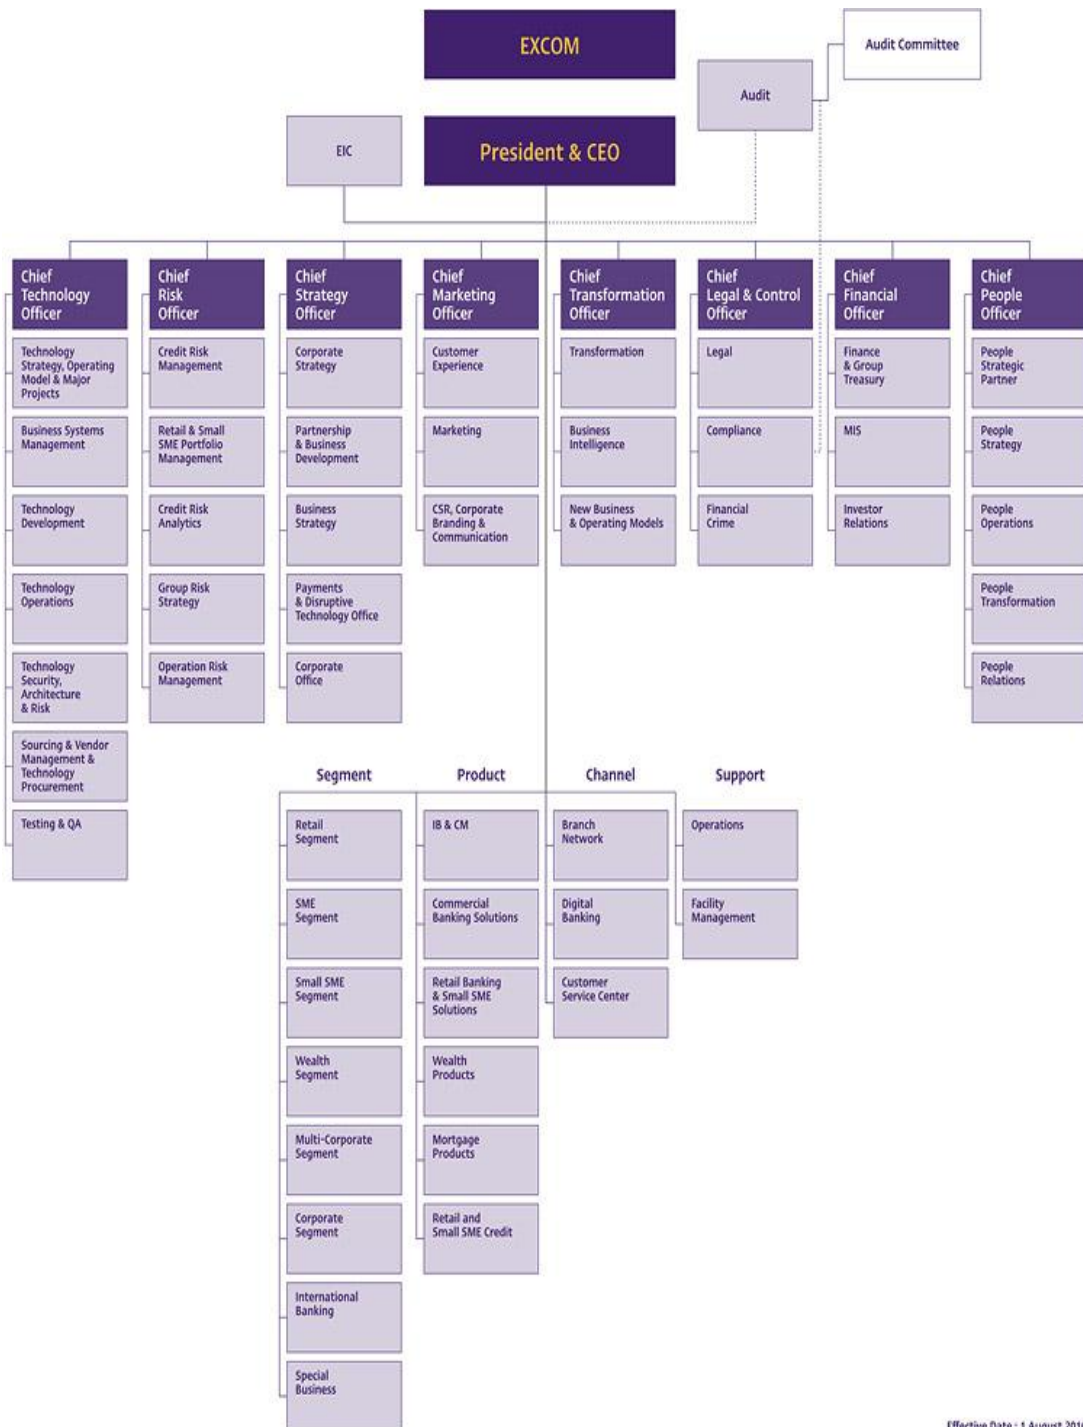 EXCOM
Audit Committee
Audit
EIC
President & CEO
Chief
Technology
Officer
Technology
Strategy, Operating
Model & Major
Projects
Business Systems
Management
Technology
Development
Technology
Operations
Technology
Security,
Architecture
& Risk
Sourcing & Vendor
Management &
Technology
Procurement
Testing & QA
Chief
Risk
Officer
Credit Risk
Management
Retail & Small
SME Portfolio
Management
Credit Risk
Analytics
Group Risk
Strategy
Operation Risk
Management
Chief
Strategy
Officer
Corporate
Strategy
Partnership
& Business
Development
Business
Strategy
Payments
& Disruptive
Technology Office
Corporate
Office
Chief
Marketing
Officer
Customer
Experience
Marketing
CSR, Corporate
Branding &
Communication
Chief
Transformation
Officer
Transformation
Business
Intelligence
New Business
& Operating Models
Chief
Legal & Control
Officer
Legal
Compliance
Financial
Crime
Chief
Financial
Officer
Finance
& Group
Treasury
MIS
Investor
Relations
Chief
People
Officer
People
Strategic
Partner
People
Strategy
People
Operations
People
Transformation
People
Relations
Segment
Retail
Segment
SME
Segment
Small SME
Segment
Wealth
Segment
Multi-Corporate
Segment
Corporate
Segment
International
Banking
Special
Business
Product
IB & CM
Commercial
Banking Solutions
Retail Banking
& Small SME
Solutions
Wealth
Products
Mortgage
Products
Retail and
Small SME Credit
Channel
Branch
Network
Digital
Banking
Customer
Service Center
Support
Operations
Facility
Management
Effective Date : 1 August